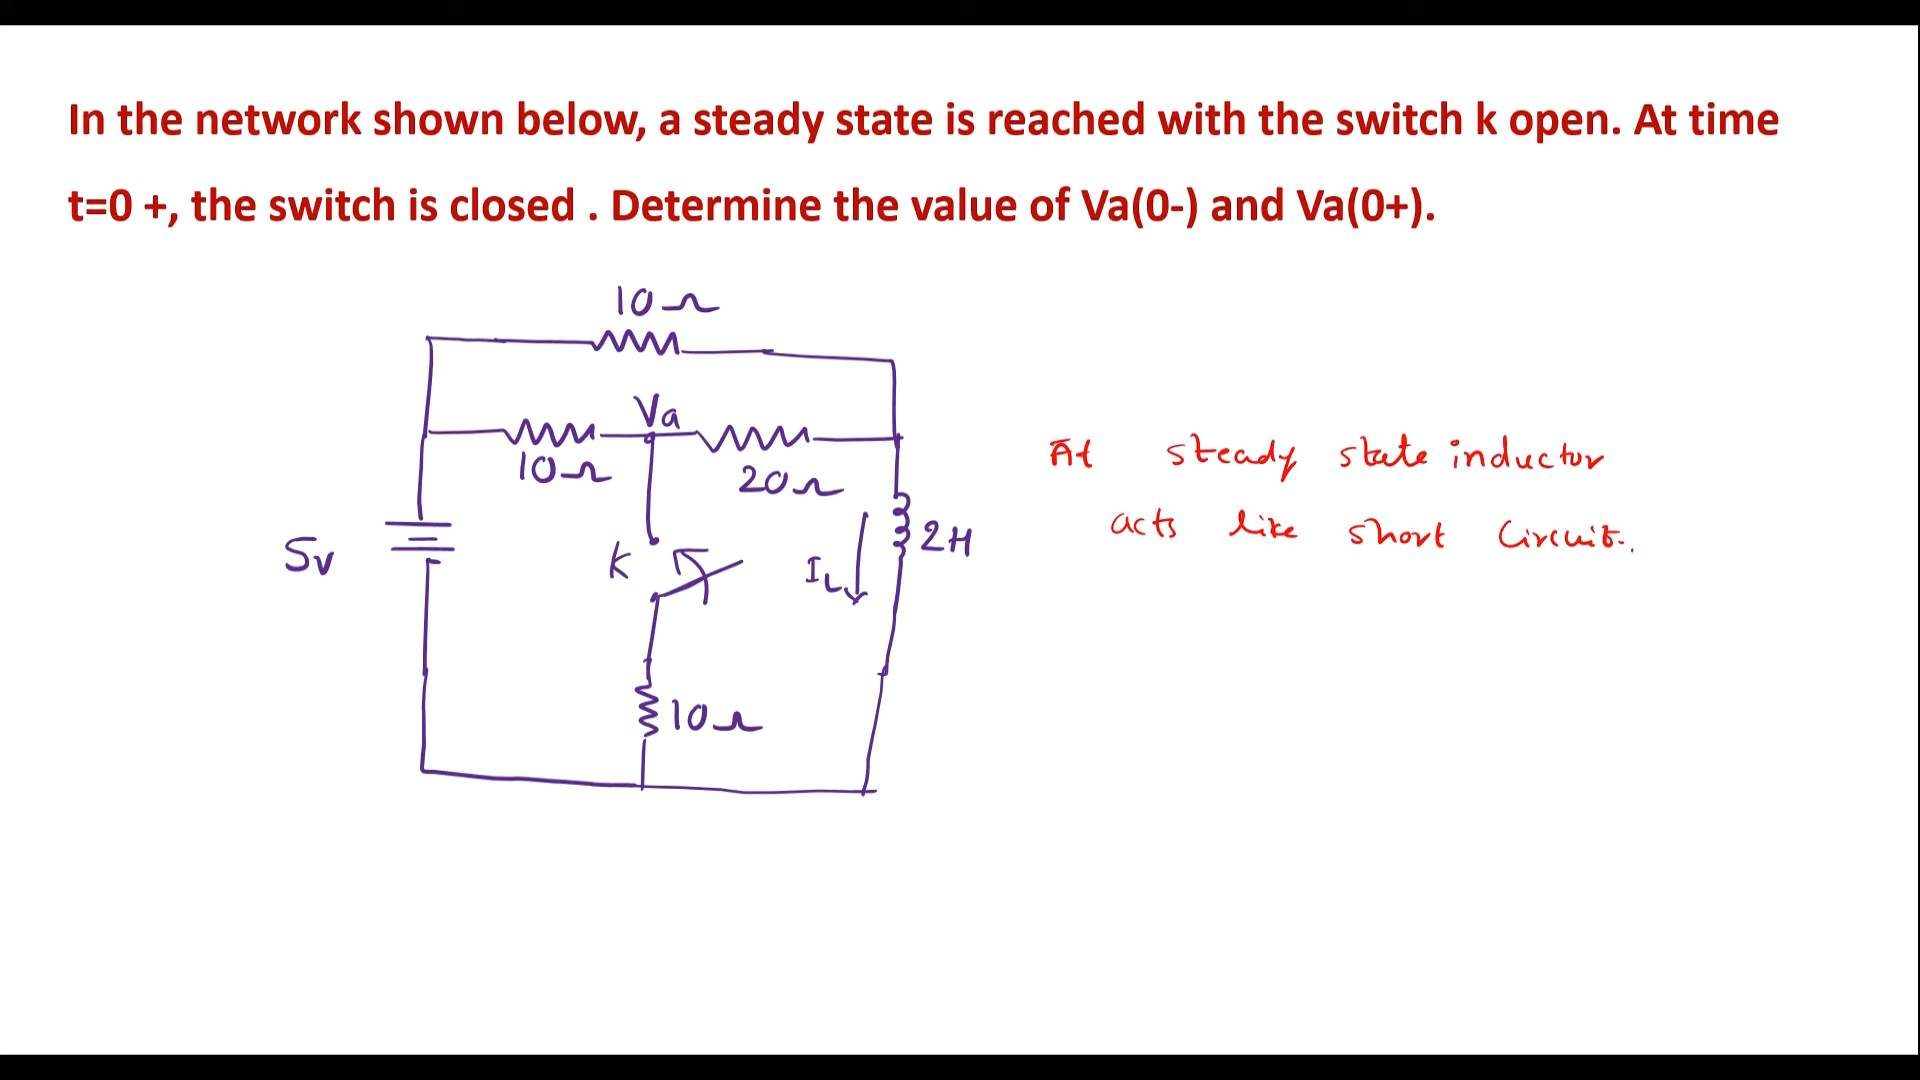 In the network shown below, a steady state is reached with the switch k open. At time
t=0 +, the switch is closed . Determine the value of Va(0-) and Va(0+).
10Ω
Va
10Ω
20Ω
At steady state inductor
acts like short Circuit.
5v
K
IL
2H
10Ω